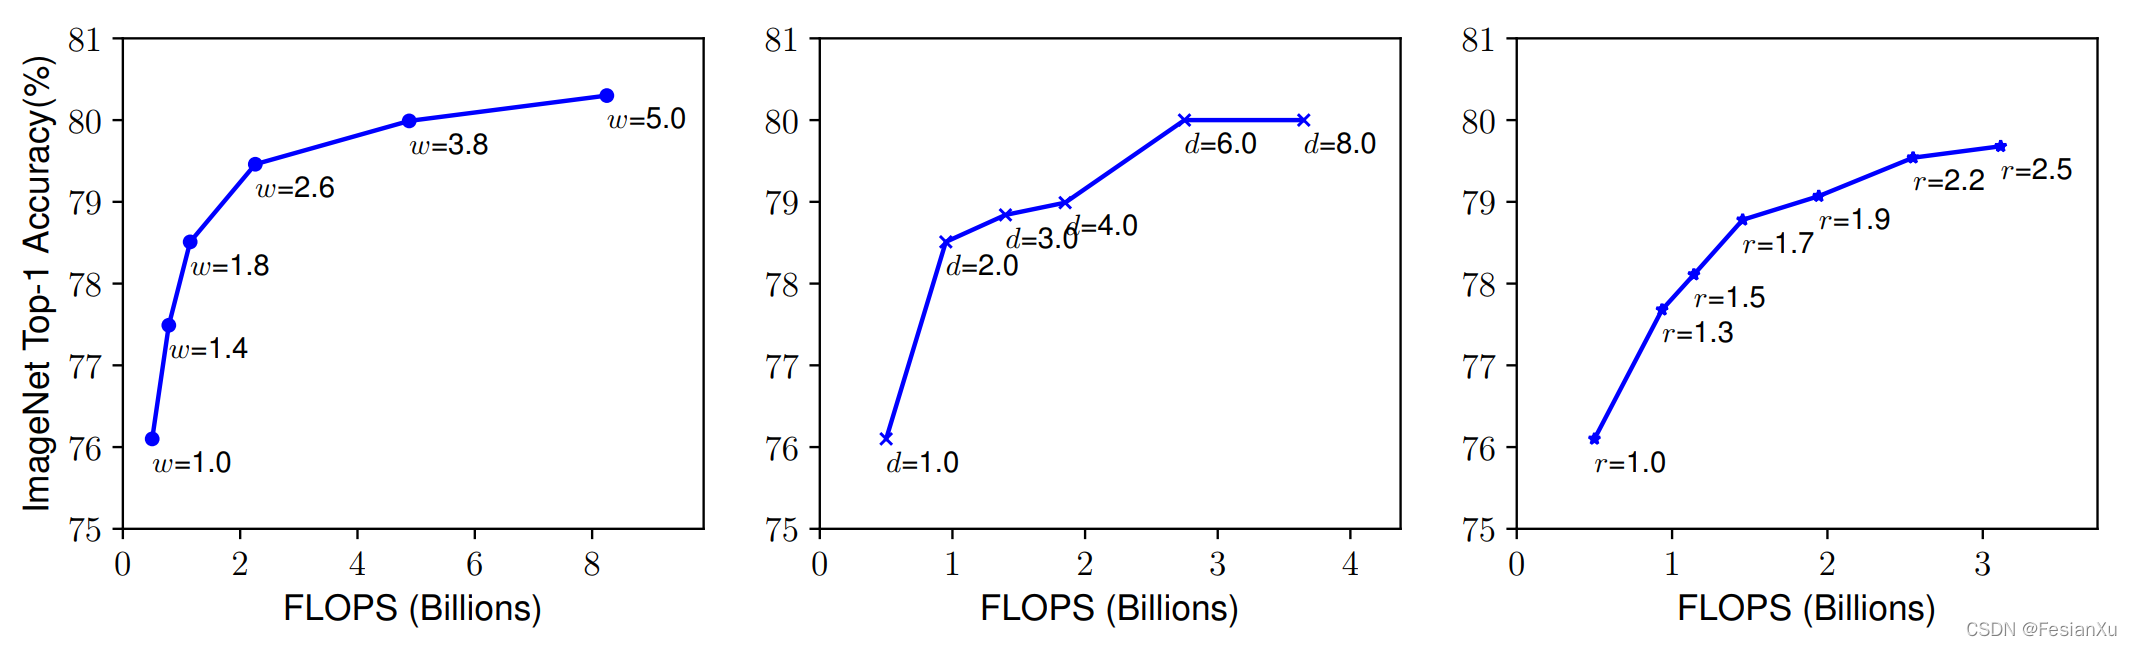 ImageNet Top-1 Accuracy(%)
81
80
79
78
77
76
75
w=5.0
w=3.8
w=2.6
w=1.8
w=1.4
w=1.0
0 2 4 6 8
FLOPS (Billions)
81
80
79
78
77
76
75
d=6.0 d=8.0
d=4.0
d=3.0
d=2.0
d=1.0
0 1 2 3 4
FLOPS (Billions)
81
80
79
78
77
76
75
r=2.5
r=2.2
r=1.9
r=1.7
r=1.5
r=1.3
r=1.0
0 1 2 3
FLOPS (Billions)
CSDN @FesianXu